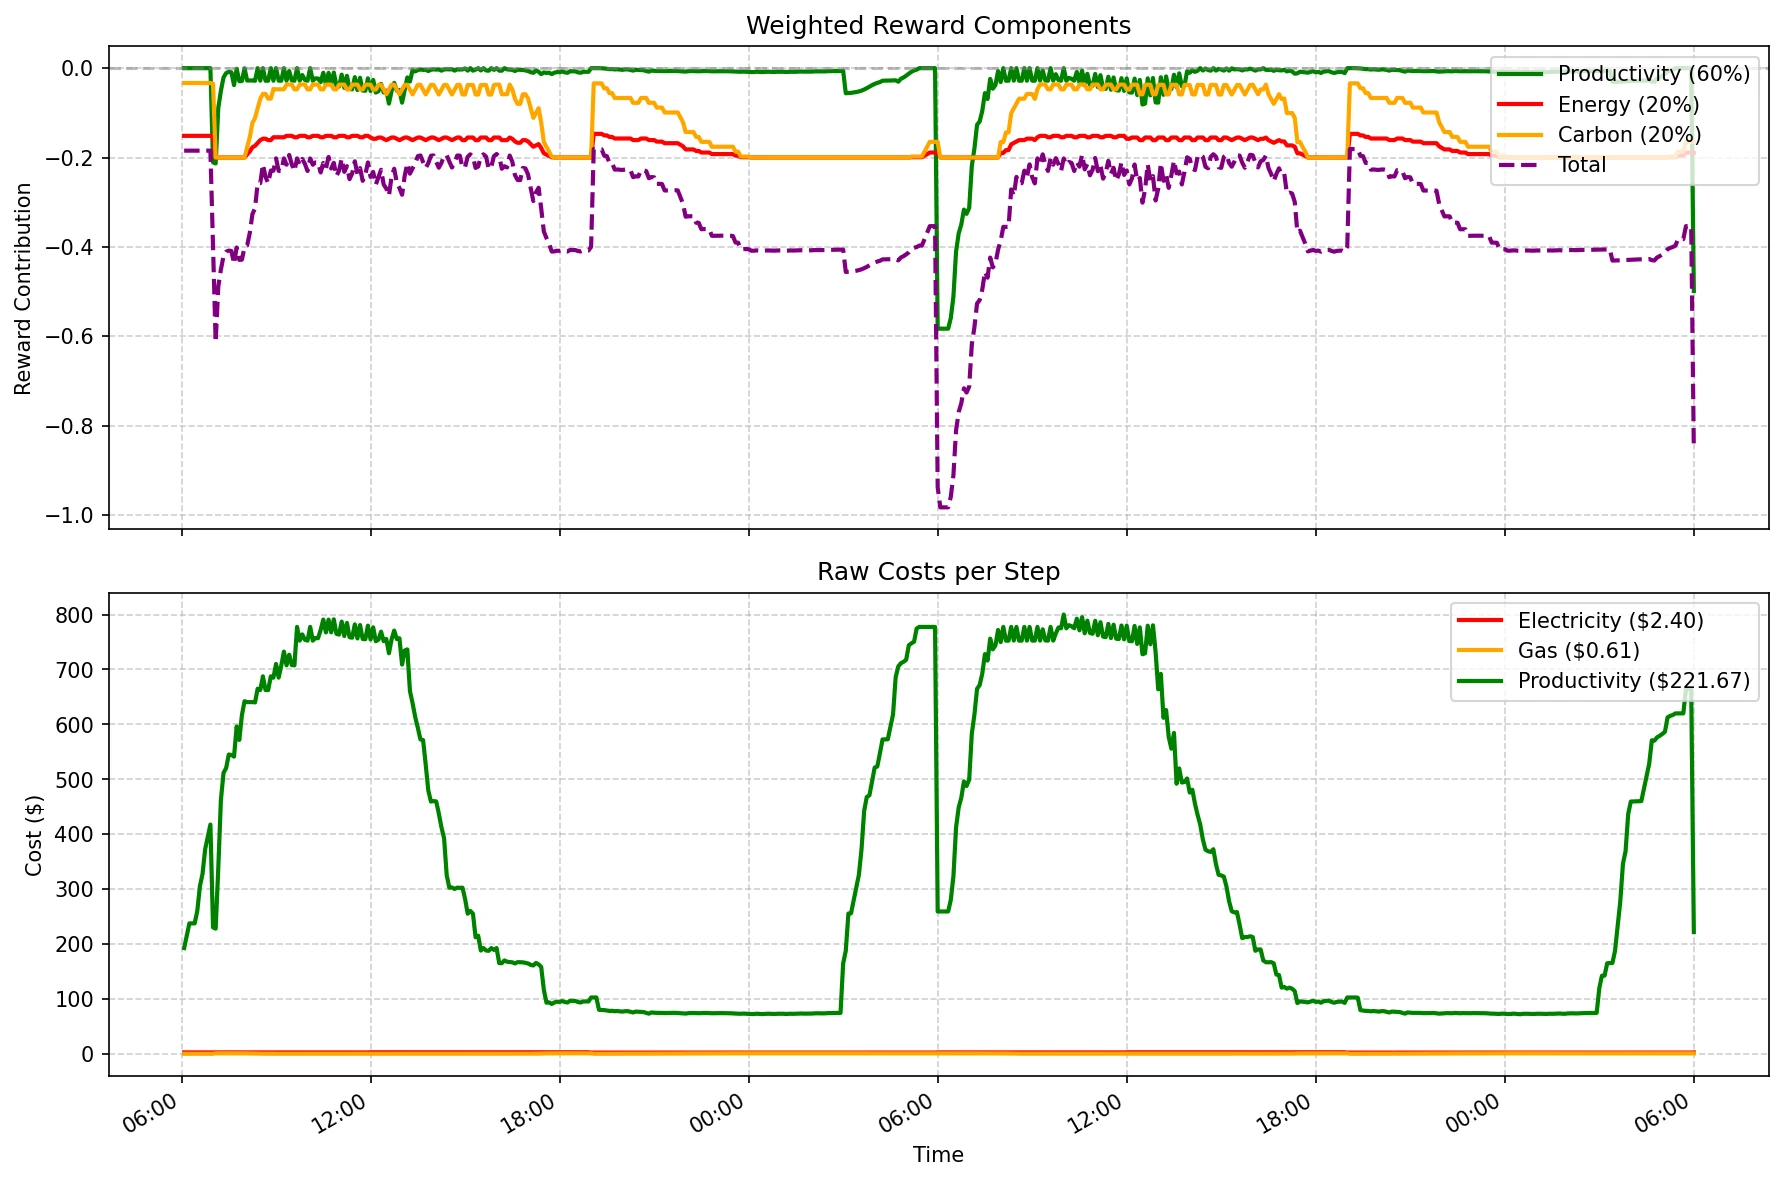 Weighted Reward Components
Reward Contribution
0.0
−0.2
−0.4
−0.6
−0.8
−1.0
Productivity (60%)
Energy (20%)
Carbon (20%)
Total
Raw Costs per Step
Cost ($)
800
700
600
500
400
300
200
100
0
Electricity ($2.40)
Gas ($0.61)
Productivity ($221.67)
06:00
12:00
18:00
00:00
06:00
12:00
18:00
00:00
06:00
Time